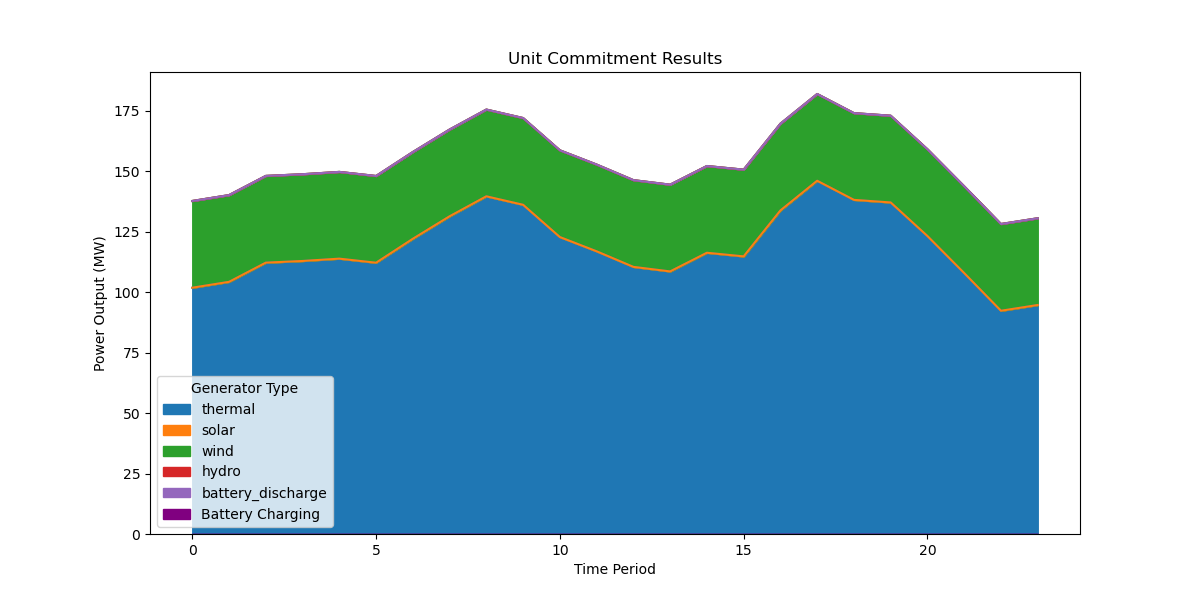 Unit Commitment Results
Power Output (MW)
175
150
125
100
75
50
25
0
Generator Type
thermal
solar
wind
hydro
battery_discharge
Battery Charging
0 5 10 15 20
Time Period